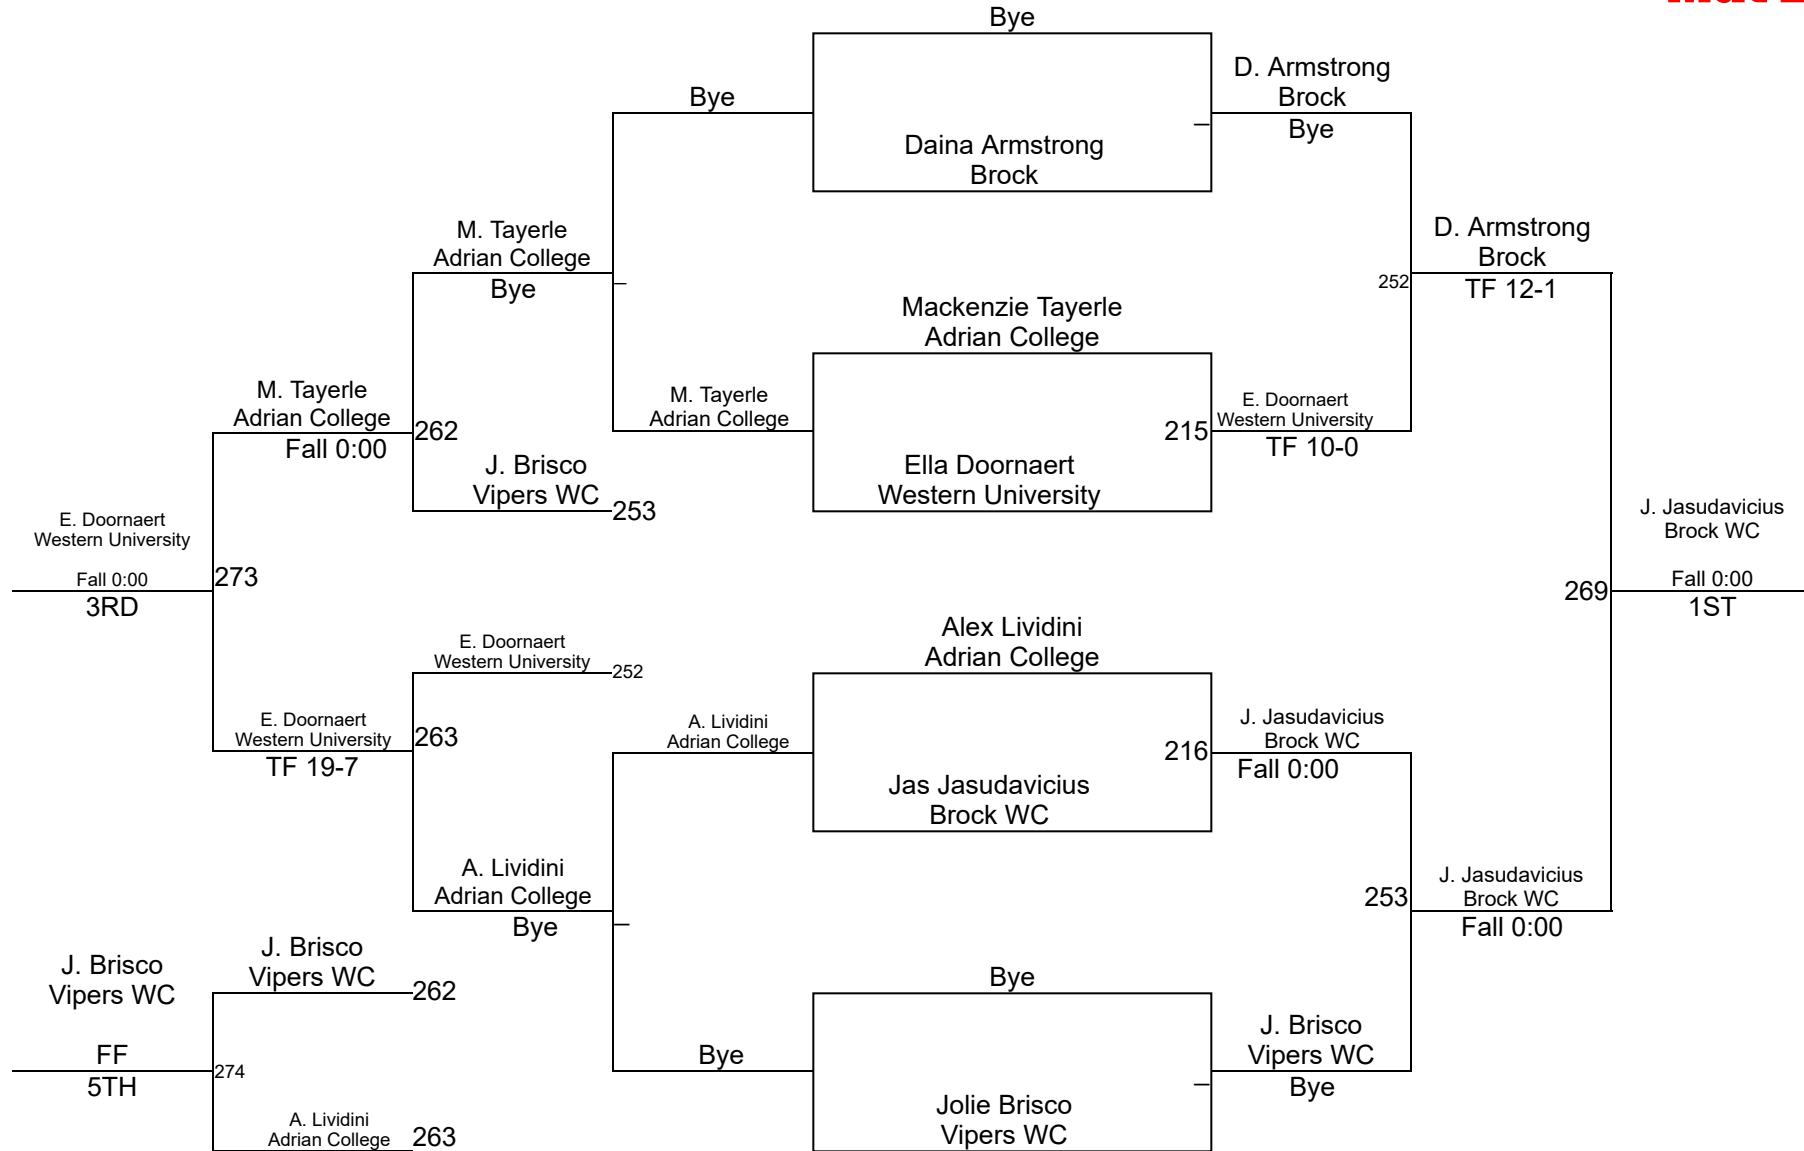 Bye
D. Armstrong
Brock
Bye
Bye
Daina Armstrong
Brock
M. Tayerle
Adrian College
Bye
D. Armstrong
Brock
252
TF 12-1
Mackenzie Tayerle
Adrian College
M. Tayerle
Adrian College
Fall 0:00
262
M. Tayerle
Adrian College
215
E. Doornaert
Western University
TF 10-0
J. Brisco
Vipers WC
253
Ella Doornaert
Western University
E. Doornaert
Western University
Fall 0:00
3RD
273
J. Jasudavicius
Brock WC
269
Fall 0:00
1ST
E. Doornaert
Western University
252
Alex Lividini
Adrian College
E. Doornaert
Western University
TF 19-7
263
A. Lividini
Adrian College
216
J. Jasudavicius
Brock WC
Fall 0:00
Jas Jasudavicius
Brock WC
A. Lividini
Adrian College
Bye
253
J. Jasudavicius
Brock WC
Fall 0:00
J. Brisco
Vipers WC
J. Brisco
Vipers WC
262
Bye
FF
5TH
274
Bye
J. Brisco
Vipers WC
Bye
A. Lividini
Adrian College
263
Jolie Brisco
Vipers WC